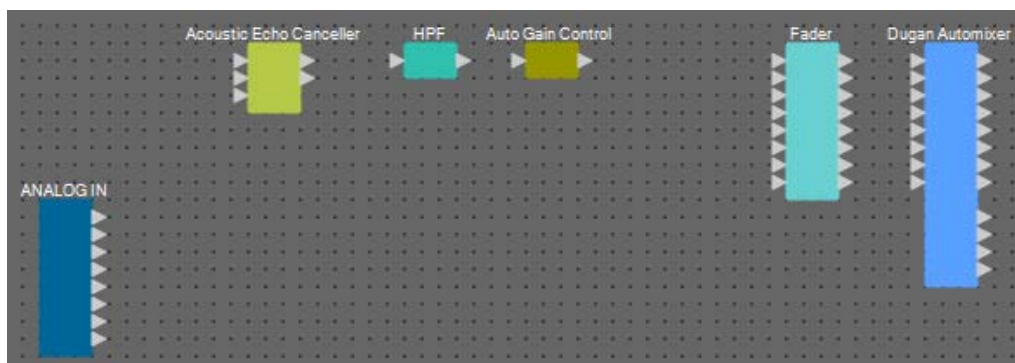 Acoustic Echo Canceller
HPF
Auto Gain Control
Fader
Dugan Automixer
ANALOG IN